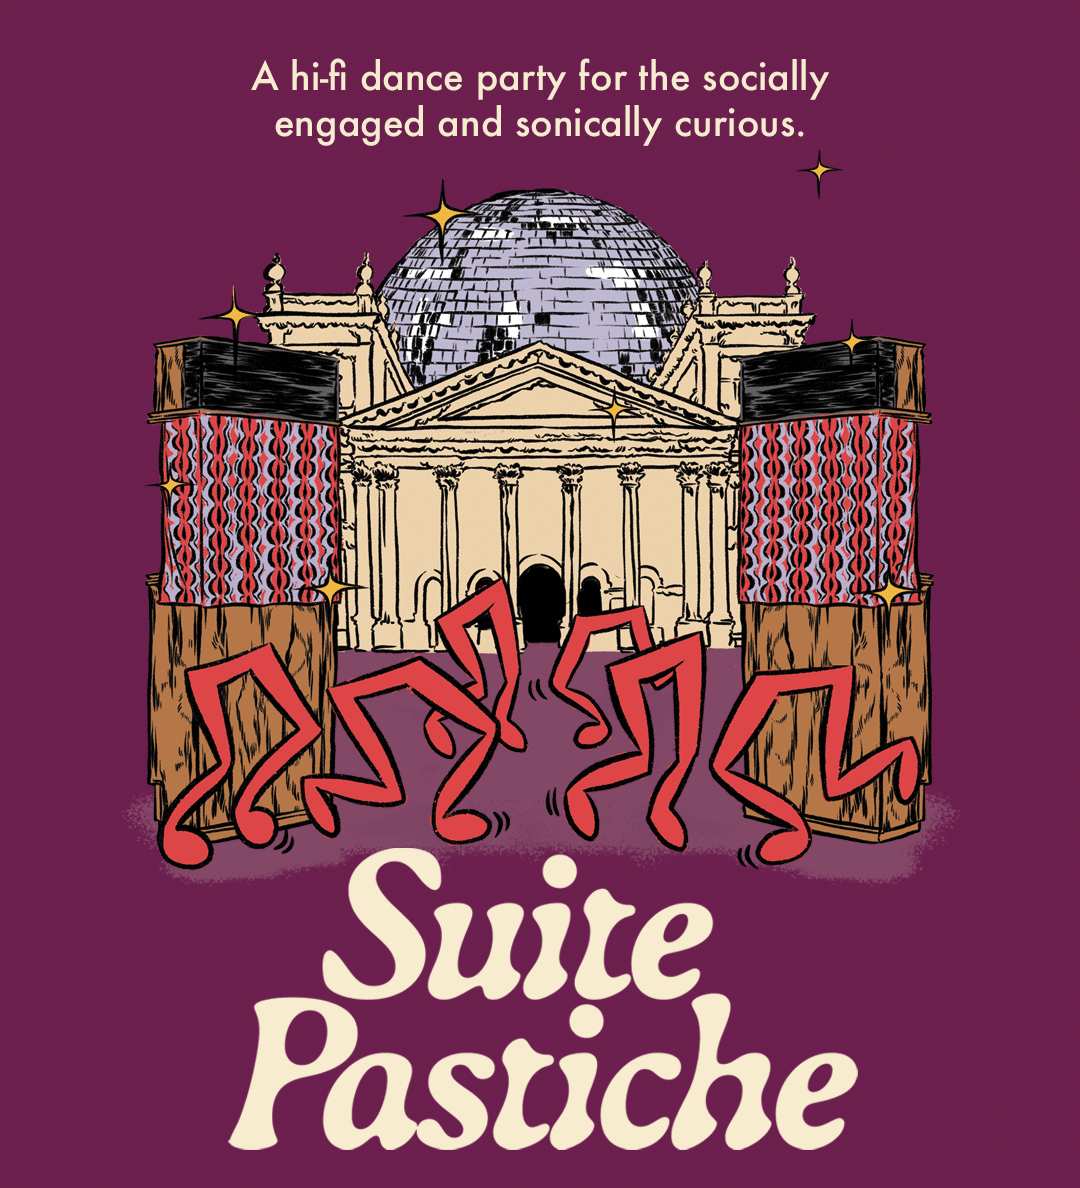 A hi-fi dance party for the socially
engaged and sonically curious.
Suite
Pastiche